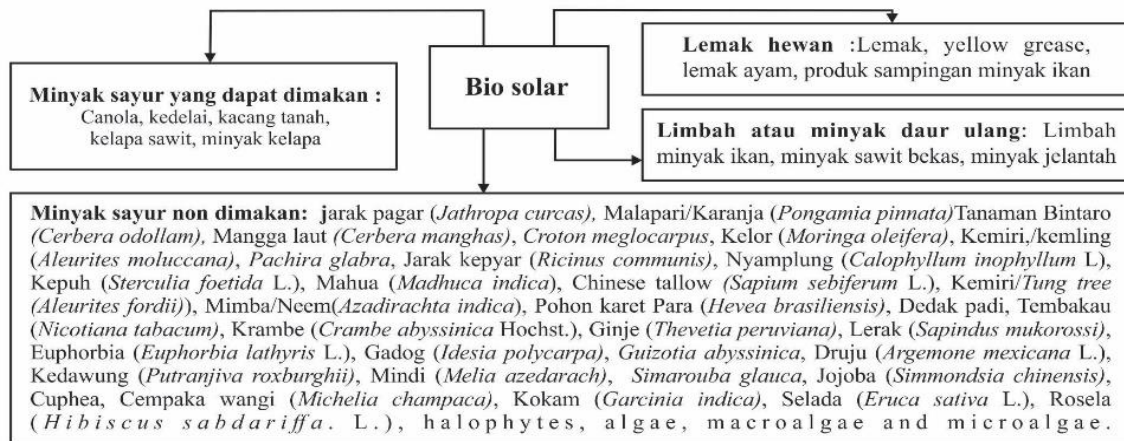 Bio solar
Minyak sayur yang dapat dimakan :
Canola, kedelai, kacang tanah,
kelapa sawit, minyak kelapa
Lemak hewan :Lemak, yellow grease,
lemak ayam, produk sampingan minyak ikan
Limbah atau minyak daur ulang: Limbah
minyak ikan, minyak sawit bekas, minyak jelantah
Minyak sayur non dimakan: jarak pagar (Jathropa curcas), Malapari/Karanja (Pongamia pinnata)Tanaman Bintaro
(Cerbera odollam), Mangga laut (Cerbera manghas), Croton meglocarpus, Kelor (Moringa oleifera), Kemiri,/kemling
(Aleurites moluccana), Pachira glabra, Jarak kepyar (Ricinus communis), Nyamplung (Calophyllum inophyllum L),
Kepuh (Sterculia foetida L.), Mahua (Madhuca indica), Chinese tallow (Sapium sebiferum L.), Kemiri/Tung tree
(Aleurites fordii)), Mimba/Neem(Azadirachta indica), Pohon karet Para (Hevea brasiliensis), Dedak padi, Tembakau
(Nicotiana tabacum), Krambe (Crambe abyssinica Hochst.), Ginje (Thevetia peruviana), Lerak (Sapindus mukorossi),
Euphorbia (Euphorbia lathyris L.), Gadog (Idesia polycarpa), Guizotia abyssinica, Druju (Argemone mexicana L.),
Kedawung (Putranjiva roxburghii), Mindi (Melia azedarach), Simarouba glauca, Jojoba (Simmondsia chinensis),
Cuphea, Cempaka wangi (Michelia champaca), Kokam (Garcinia indica), Selada (Eruca sativa L.), Rosela
(Hibiscus sabdariffa. L.), halophytes, algae, macroalgae and microalgae.